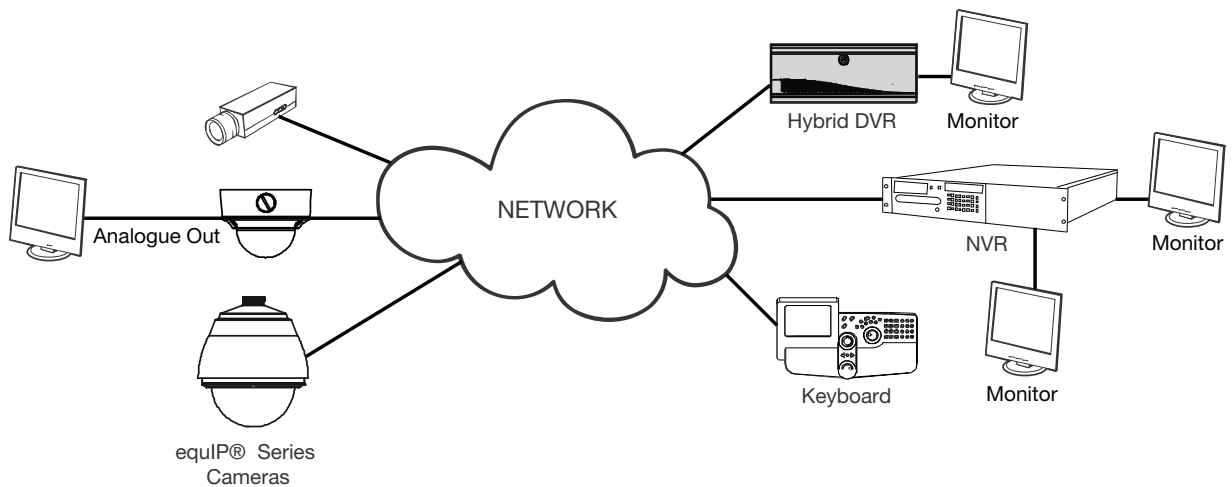 Hybrid DVR
Monitor
NETWORK
Analogue Out
NVR
Monitor
Keyboard
Monitor
equIP® Series
Cameras